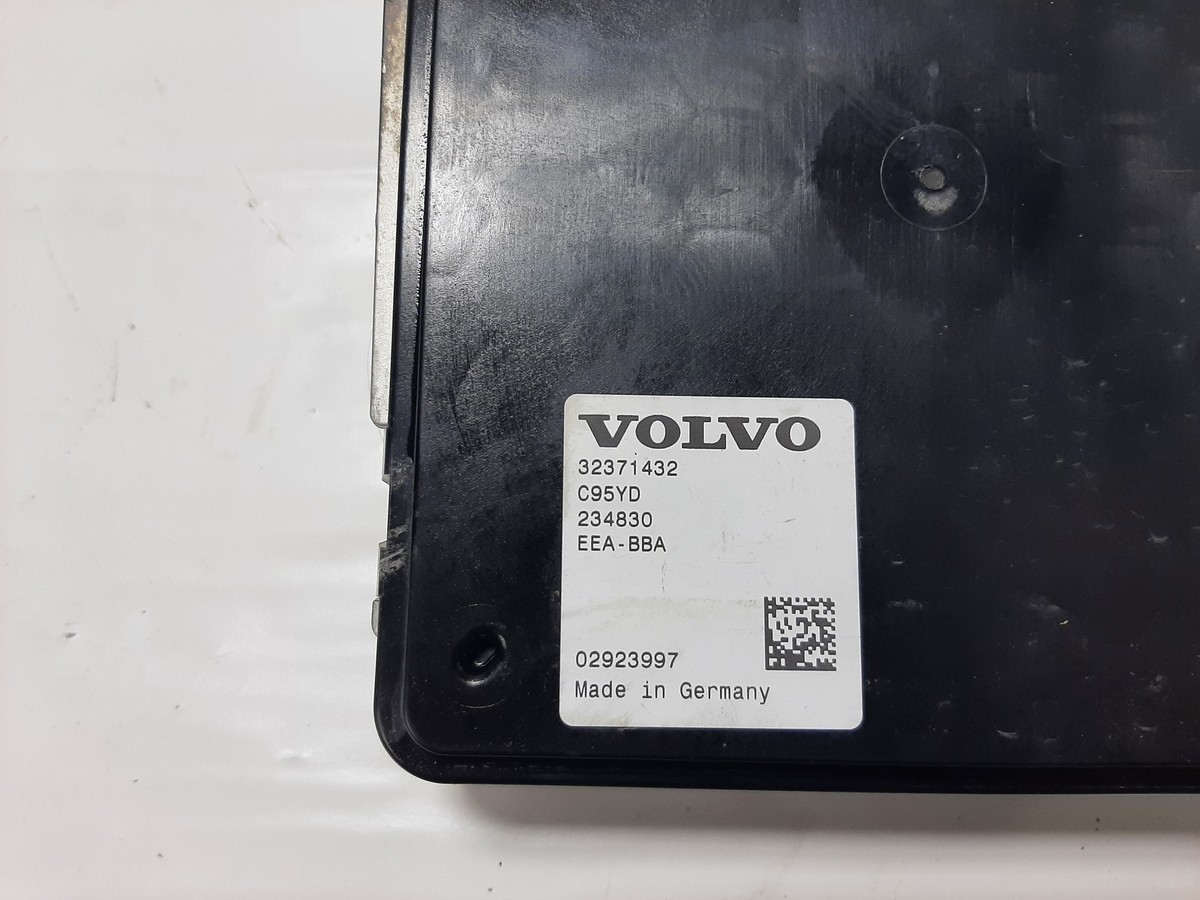 VOLVO
32371432
C95YD
234830
EEA-BBA
02923997
Made in Germany